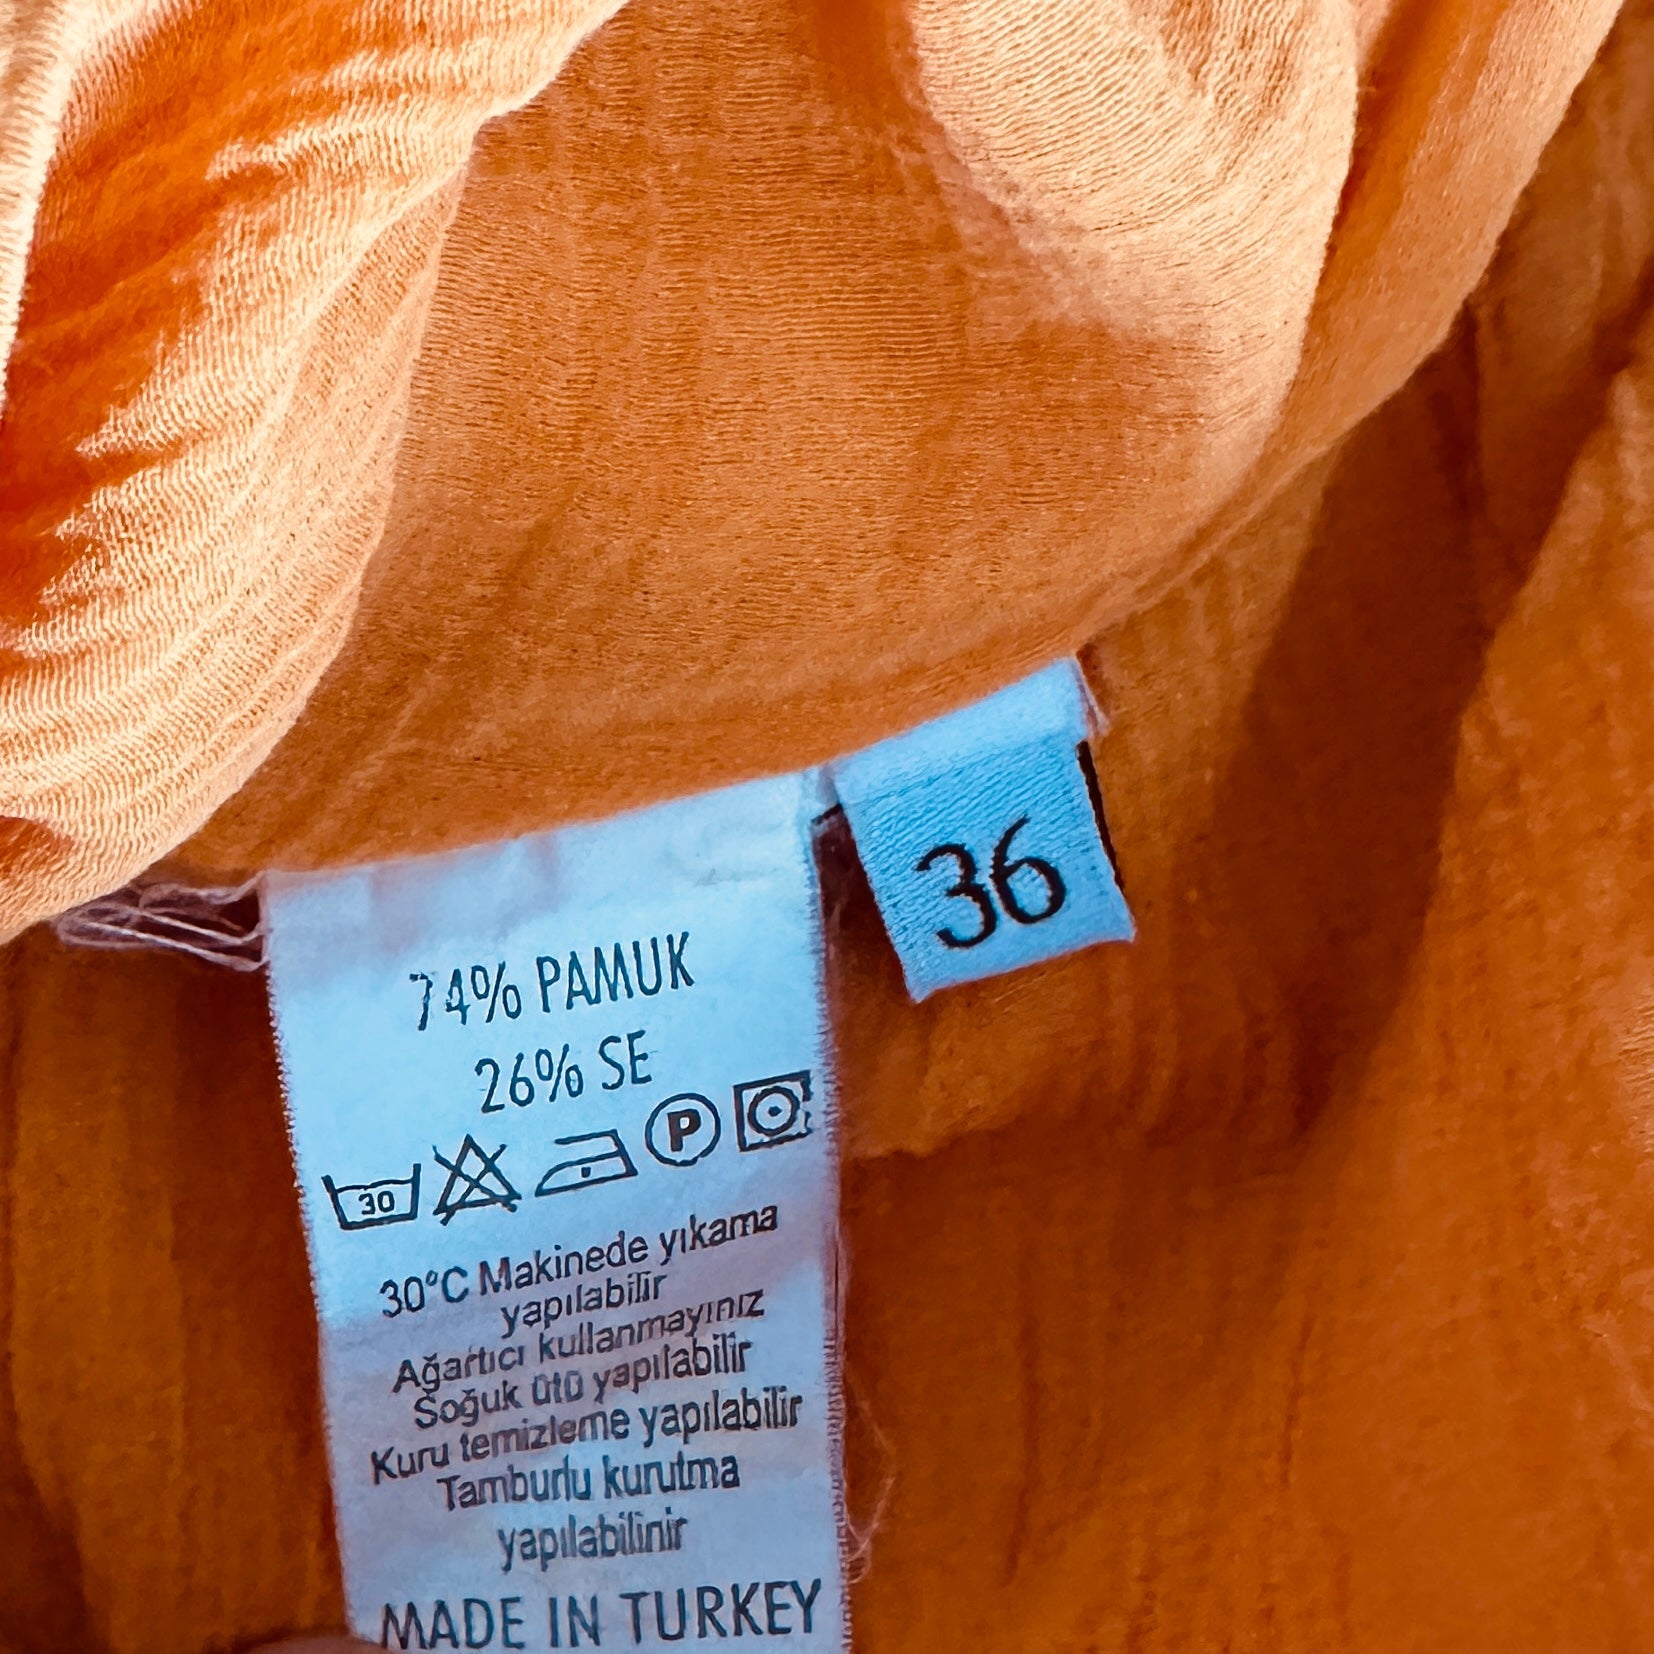 36
74% PAMUK
26% SE
30
P
30°C Makinede yıkama
yapılabilir
Ağartıcı kullanmayınız
Soğuk ütü yapılabilir
Kuru temizleme yapılabilir
Tamburlu kurutma
yapılabilinir
MADE IN TURKEY